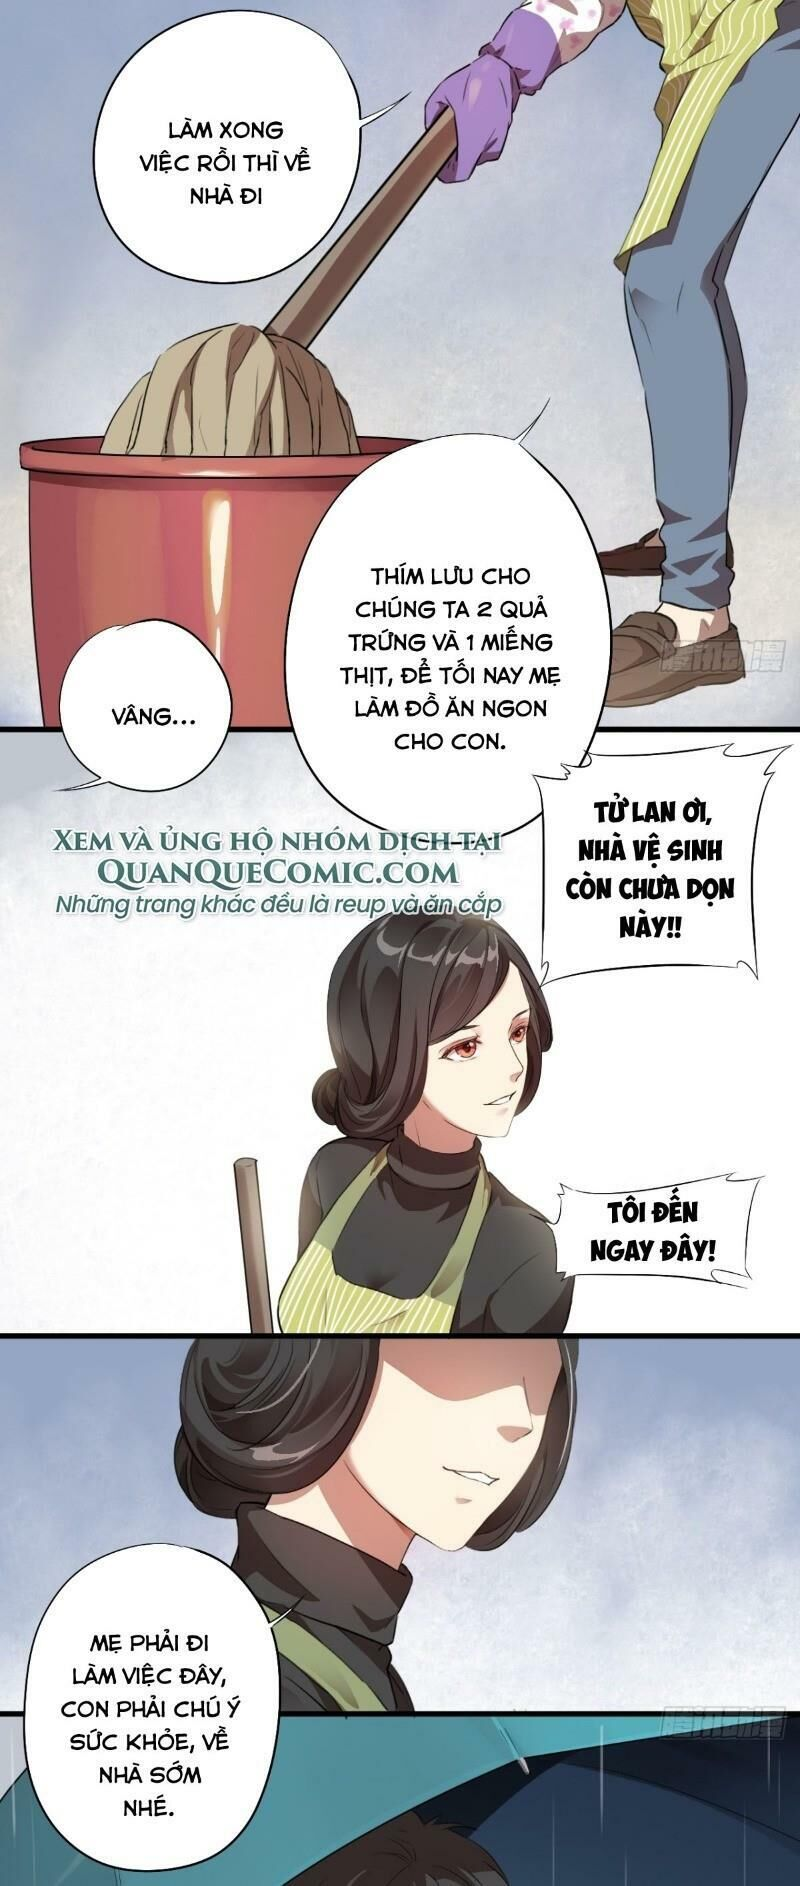 LÀM XONG
VIỆC RỒI THÌ VỀ
NHÀ ĐI
THÍM LƯU CHO
CHÚNG TA 2 QUẢ
TRỨNG VÀ 1 MIẾNG
THỊT, ĐỂ TỐI NAY MẸ
LÀM ĐỒ ĂN NGON
CHO CON.
VÂNG...
XEM VÀ ỦNG HỘ NHÓM DỊCH TẠI
QUANQUECOMIC.COM
Những trang khác đều là reup và ăn cắp
TỬ LAN ƠI,
NHÀ VỆ SINH
CÒN CHƯA DỌN
NÀY!!
TÔI ĐẾN
NGAY ĐÂY!
MẸ PHẢI ĐI
LÀM VIỆC ĐÂY,
CON PHẢI CHÚ Ý
SỨC KHỎE, VỀ
NHÀ SỚM
NHÉ.